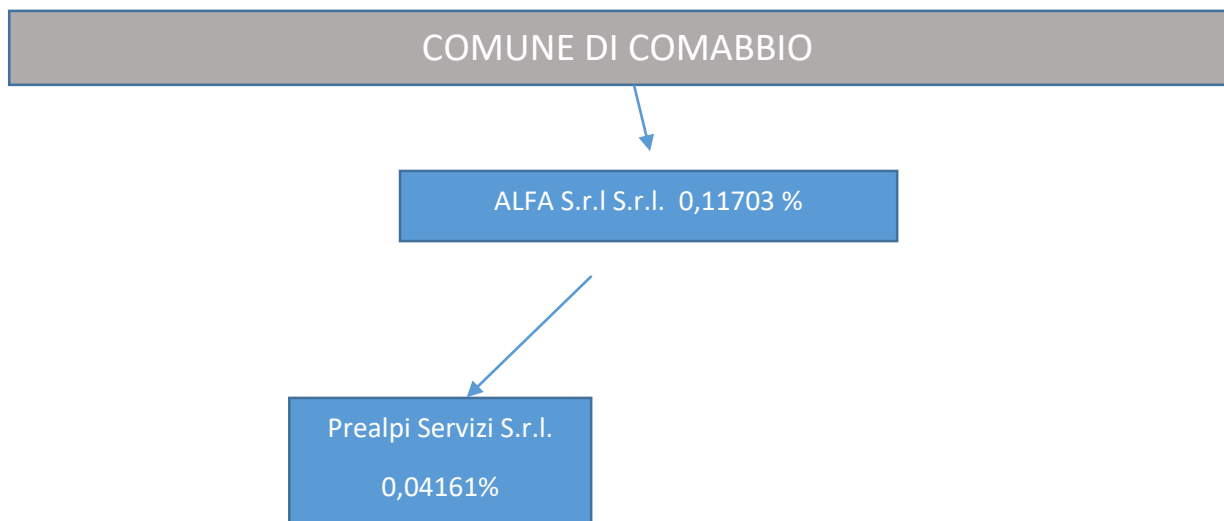 COMUNE DI COMABBIO
ALFA S.r.l S.r.l. 0,11703 %
Prealpi Servizi S.r.l.
0,04161%